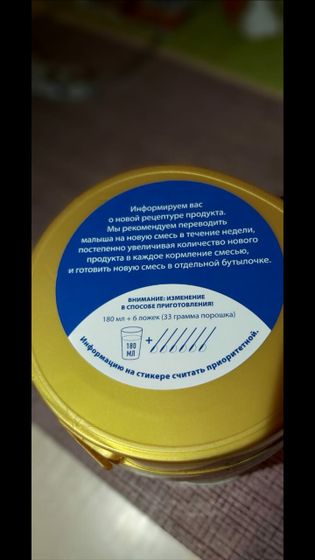 Информируем вас
о новой рецептуре продукта.
Мы рекомендуем переводить
малыша на новую смесь в течение недели,
постепенно увеличивая количество нового
продукта в каждое кормление смесью,
и готовить новую смесь в отдельной бутылочке.
ВНИМАНИЕ: ИЗМЕНЕНИЕ
В СПОСОБЕ ПРИГОТОВЛЕНИЯ!
180 мл + 6 ложек (33 грамма порошка)
180
МЛ
+
Информацию на стикере считать приоритетной.